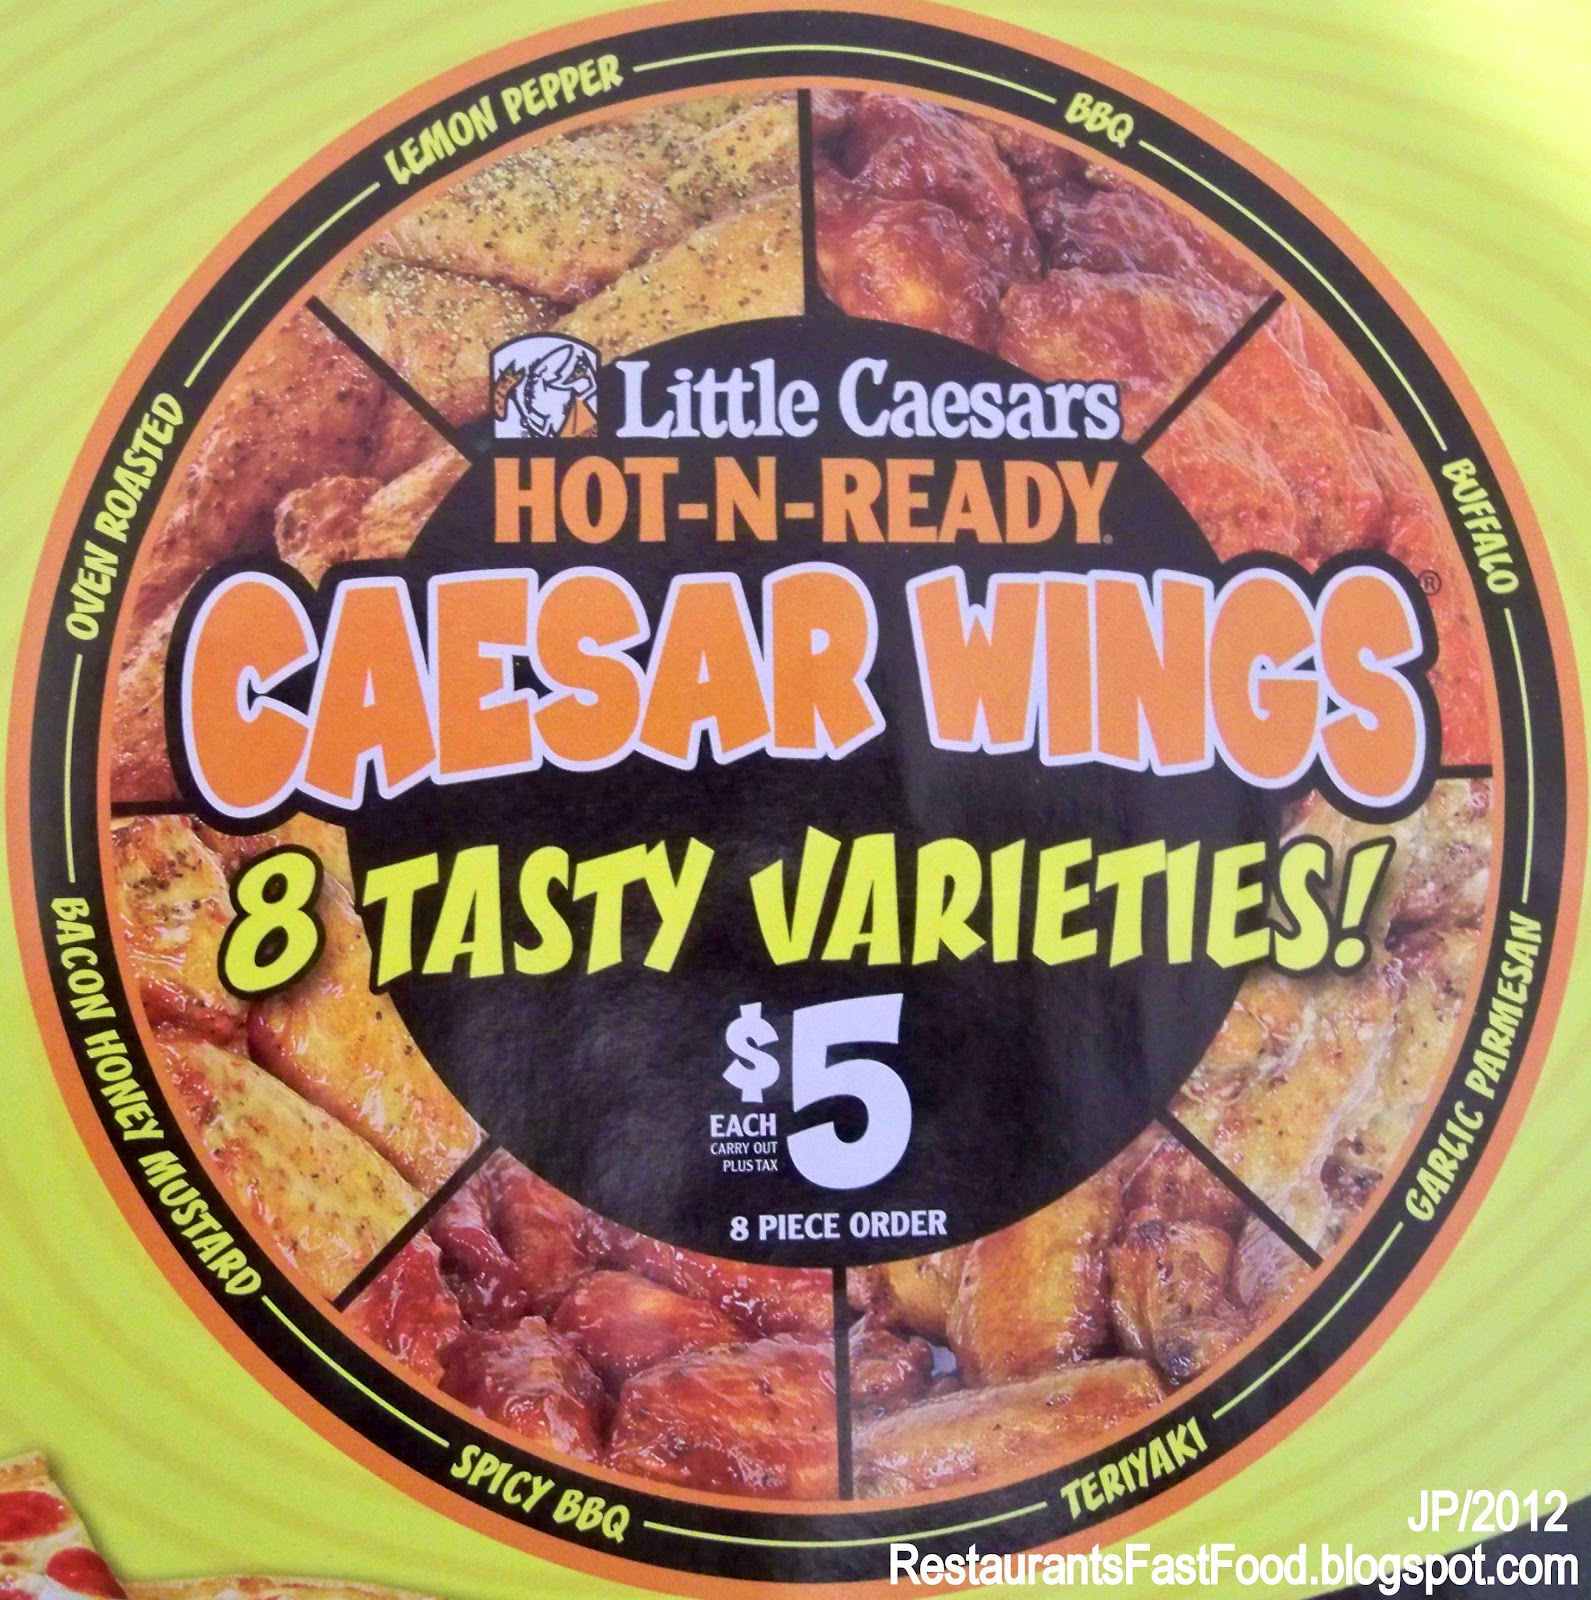 LEMON PEPPER
BBQ
BUFFALO
GARLIC PARMESAN
TERIYAKI
SPICY BBQ
BACON HONEY MUSTARD
OVEN ROASTED
Little Caesars
HOT-N-READY
CAESAR WINGS®
8 TASTY VARIETIES!
$5
EACH
CARRY OUT
PLUS TAX
8 PIECE ORDER
JP/2012
RestaurantsFastFood.blogspot.com